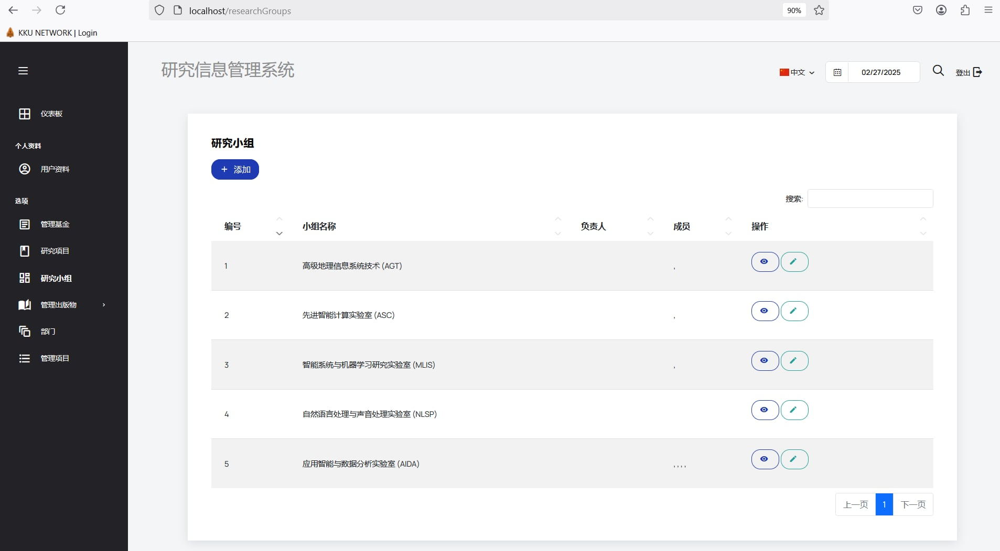 localhost/researchGroups
90%
KKU NETWORK | Login
研究信息管理系统
中文
02/27/2025
登出
仪表板
个人资料
用户资料
选项
管理基金
研究项目
研究小组
管理出版物
部门
管理项目
研究小组
+ 添加
搜索:
编号 小组名称 负责人 成员 操作
1 高级地理信息系统技术 (AGT) ,
2 先进智能计算实验室 (ASC) ,
3 智能系统与机器学习研究实验室 (MLIS) ,
4 自然语言处理与声音处理实验室 (NLSP)
5 应用智能与数据分析实验室 (AIDA) , , , ,
上一页 1 下一页